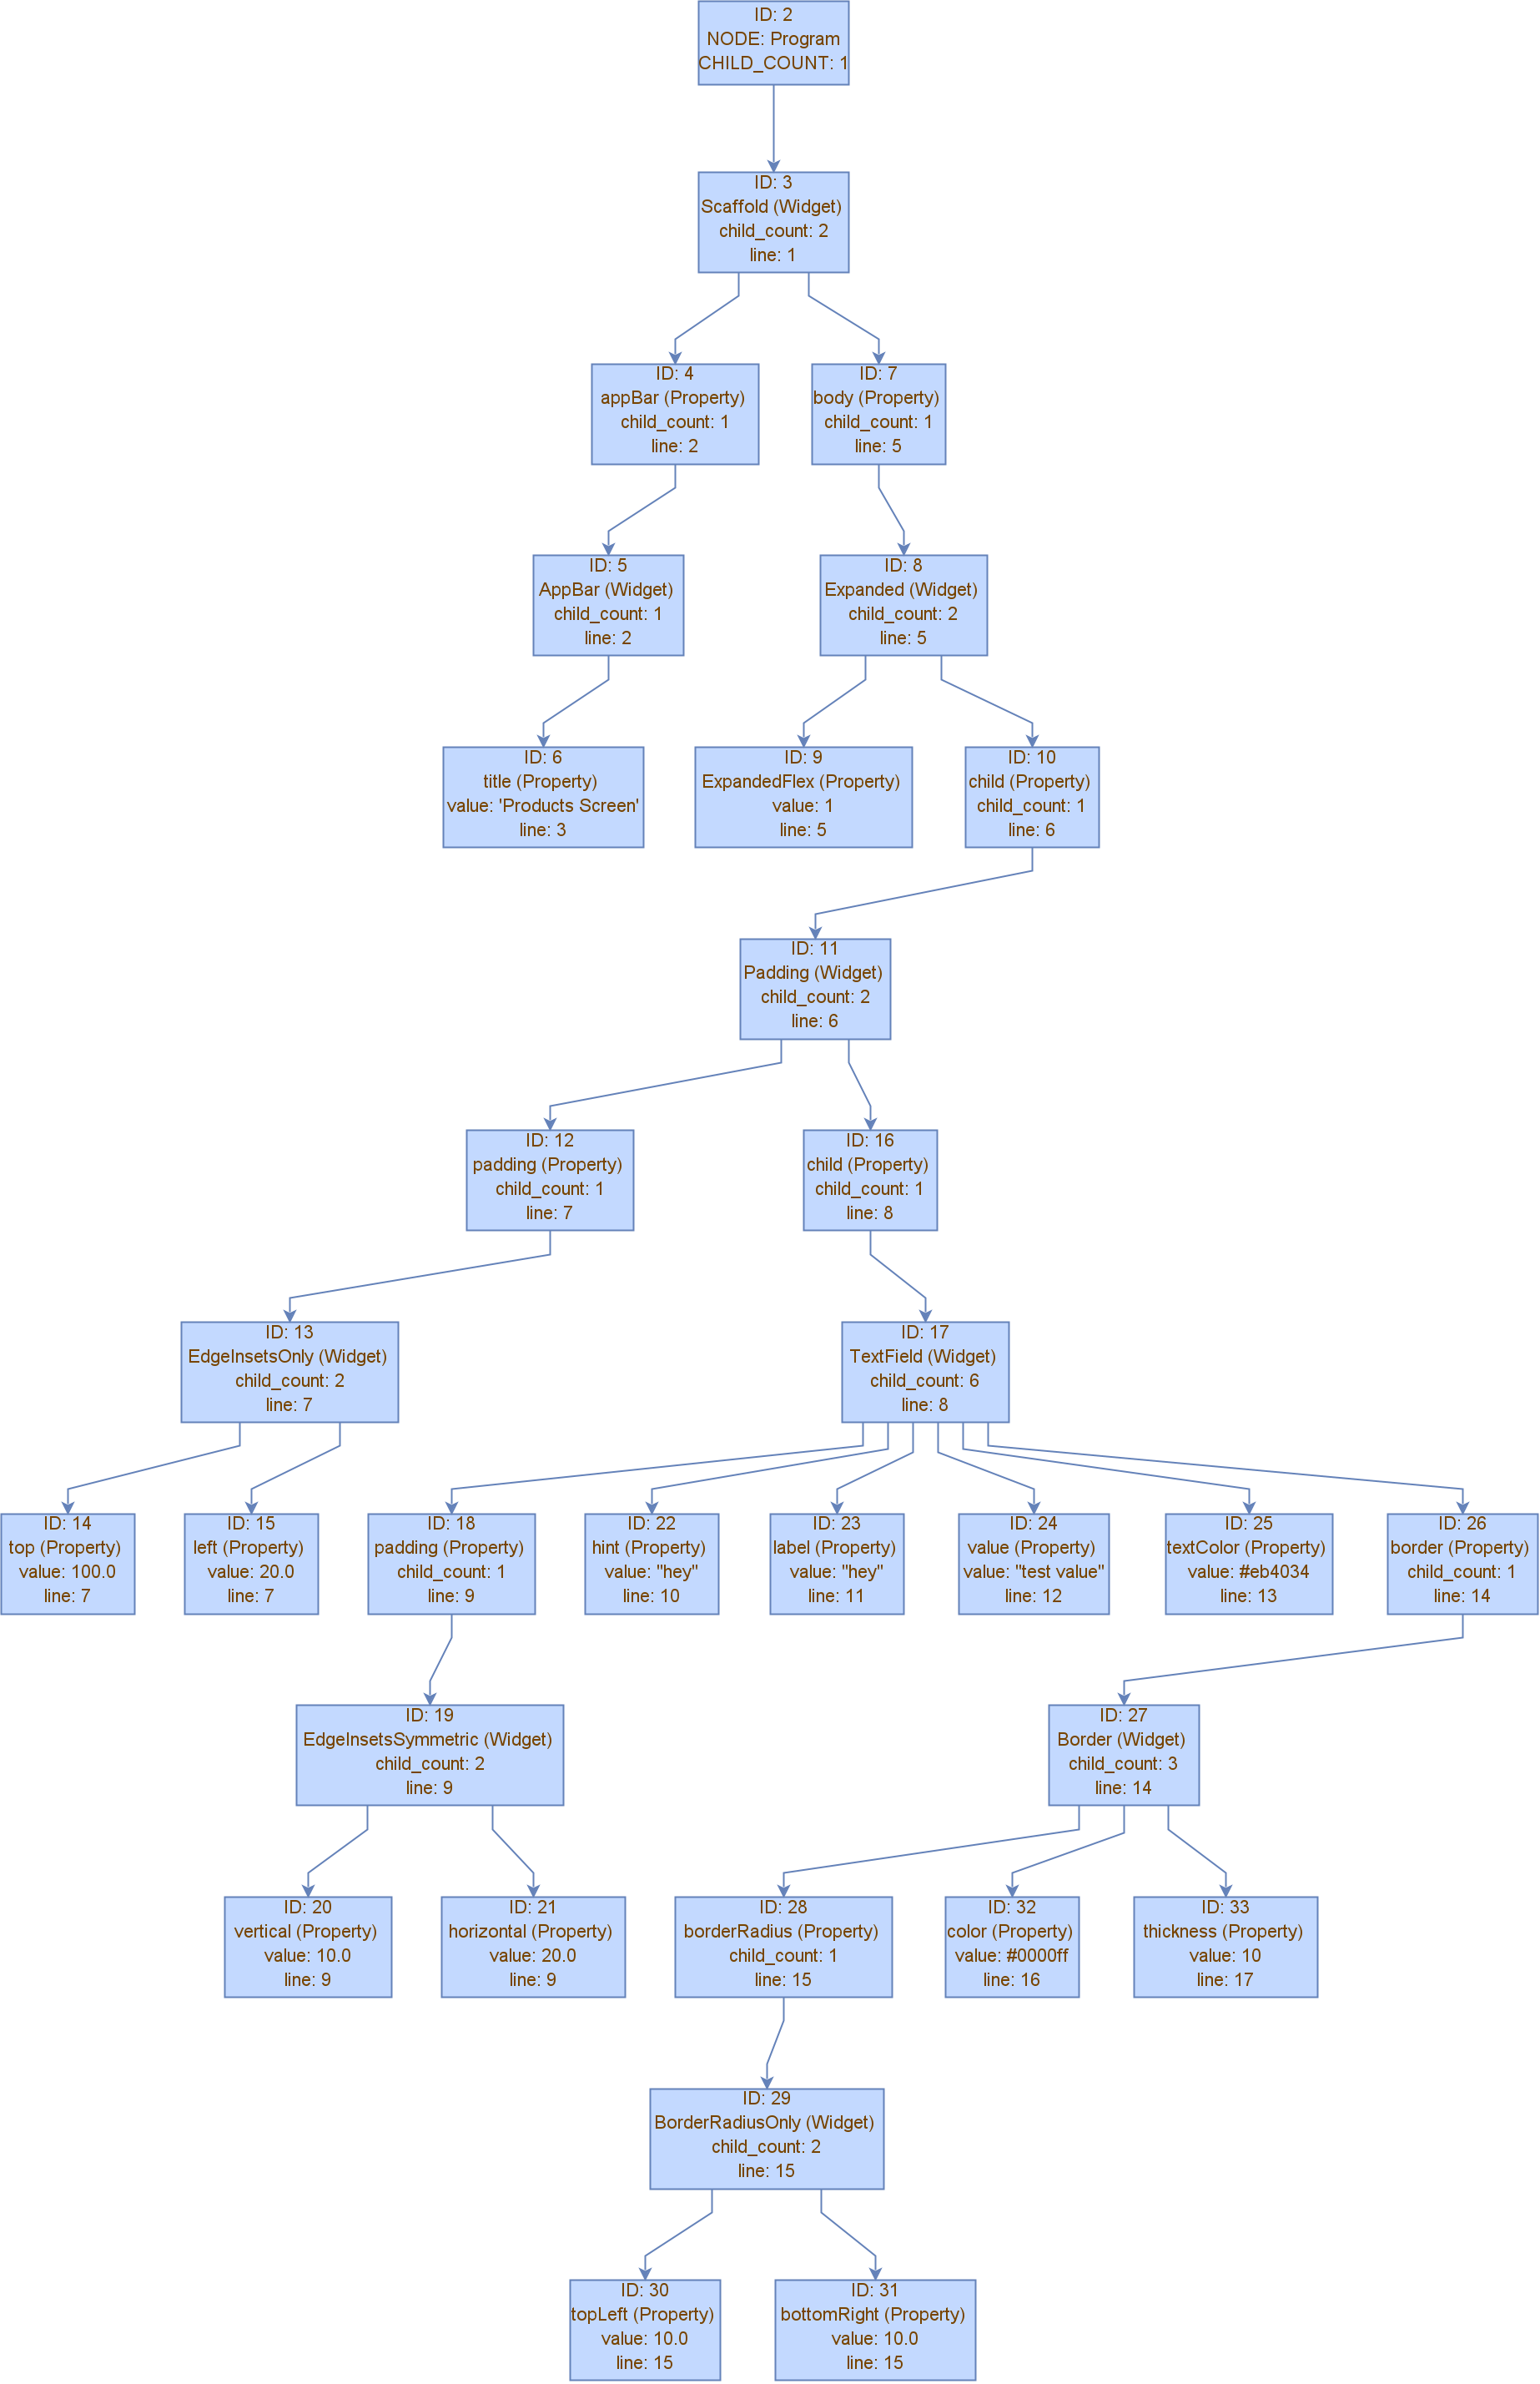 ID: 2
NODE: Program
CHILD_COUNT: 1
ID: 3
Scaffold (Widget)
child_count: 2
line: 1
ID: 4
appBar (Property)
child_count: 1
line: 2
ID: 7
body (Property)
child_count: 1
line: 5
ID: 5
AppBar (Widget)
child_count: 1
line: 2
ID: 8
Expanded (Widget)
child_count: 2
line: 5
ID: 6
title (Property)
value: 'Products Screen'
line: 3
ID: 9
ExpandedFlex (Property)
value: 1
line: 5
ID: 10
child (Property)
child_count: 1
line: 6
ID: 11
Padding (Widget)
child_count: 2
line: 6
ID: 12
padding (Property)
child_count: 1
line: 7
ID: 16
child (Property)
child_count: 1
line: 8
ID: 13
EdgeInsetsOnly (Widget)
child_count: 2
line: 7
ID: 17
TextField (Widget)
child_count: 6
line: 8
ID: 14
top (Property)
value: 100.0
line: 7
ID: 15
left (Property)
value: 20.0
line: 7
ID: 18
padding (Property)
child_count: 1
line: 9
ID: 22
hint (Property)
value: "hey"
line: 10
ID: 23
label (Property)
value: "hey"
line: 11
ID: 24
value (Property)
value: "test value"
line: 12
ID: 25
textColor (Property)
value: #eb4034
line: 13
ID: 26
border (Property)
child_count: 1
line: 14
ID: 19
EdgeInsetsSymmetric (Widget)
child_count: 2
line: 9
ID: 27
Border (Widget)
child_count: 3
line: 14
ID: 20
vertical (Property)
value: 10.0
line: 9
ID: 21
horizontal (Property)
value: 20.0
line: 9
ID: 28
borderRadius (Property)
child_count: 1
line: 15
ID: 32
color (Property)
value: #0000ff
line: 16
ID: 33
thickness (Property)
value: 10
line: 17
ID: 29
BorderRadiusOnly (Widget)
child_count: 2
line: 15
ID: 30
topLeft (Property)
value: 10.0
line: 15
ID: 31
bottomRight (Property)
value: 10.0
line: 15